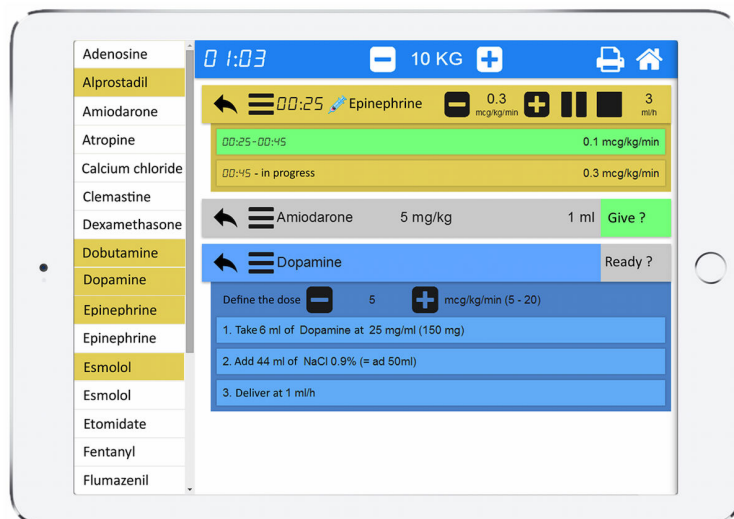 Adenosine
Alprostadil
Amiodarone
Atropine
Calcium chloride
Clemastine
Dexamethasone
Dobutamine
Dopamine
Epinephrine
Epinephrine
Esmolol
Esmolol
Etomidate
Fentanyl
Flumazenil
01:03 10 KG
00:25 Epinephrine 0.3 mcg/kg/min 3 ml/h
00:25-00:45 0.1 mcg/kg/min
00:45 - in progress 0.3 mcg/kg/min
Amiodarone 5 mg/kg 1 ml Give ?
Dopamine Ready ?
Define the dose 5 mcg/kg/min (5 - 20)
1. Take 6 ml of Dopamine at 25 mg/ml (150 mg)
2. Add 44 ml of NaCl 0.9% (= ad 50ml)
3. Deliver at 1 ml/h